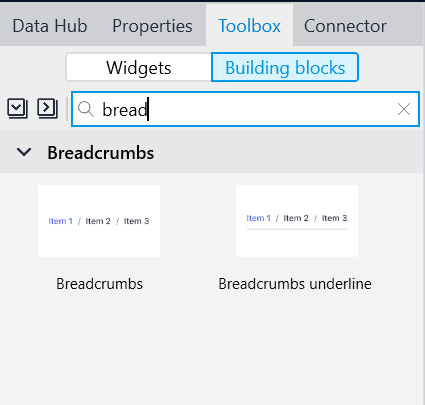 Data Hub Properties Toolbox Connector
Widgets Building blocks
bread
Breadcrumbs
Item 1 / Item 2 / Item 3 Item 1 / Item 2 / Item 3
Breadcrumbs Breadcrumbs underline